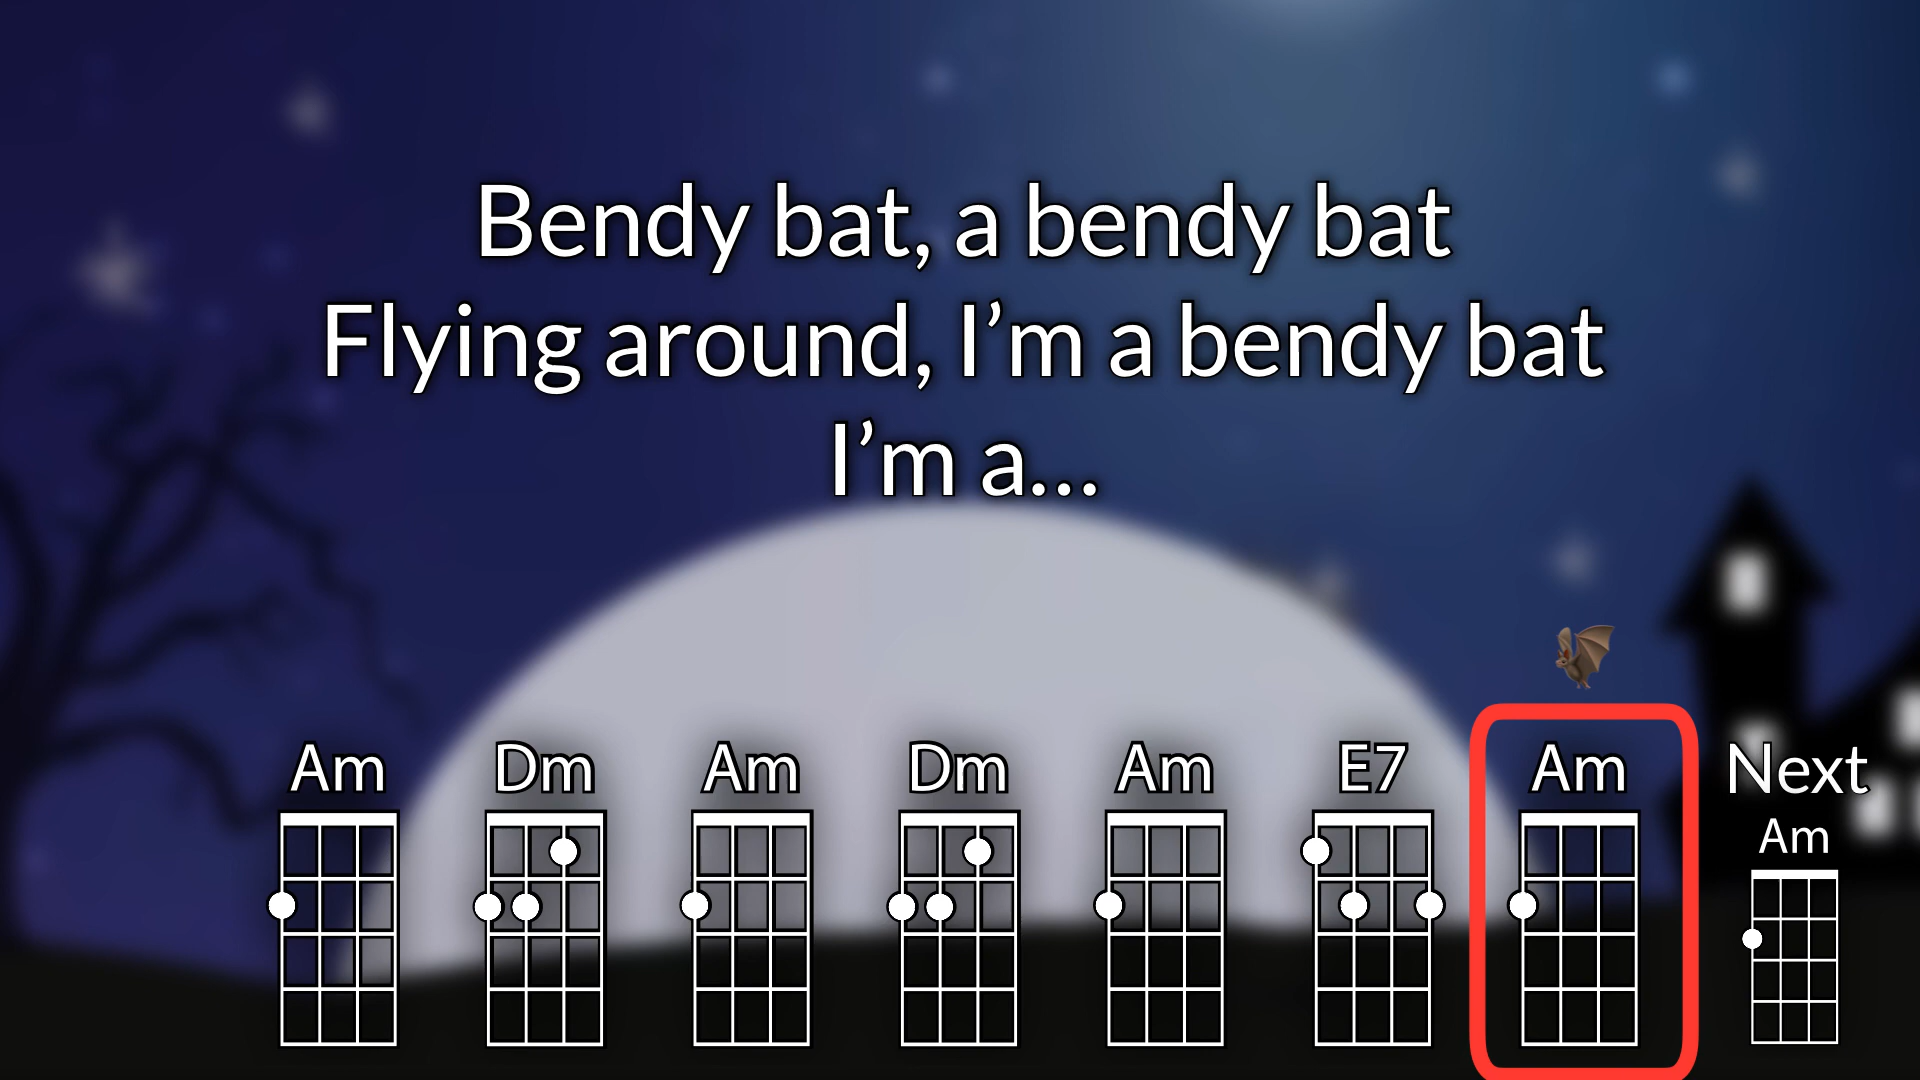 Bendy bat, a bendy bat
Flying around, I’m a bendy bat
I’m a...
Am Dm Am Dm Am E7 Am Next
Am